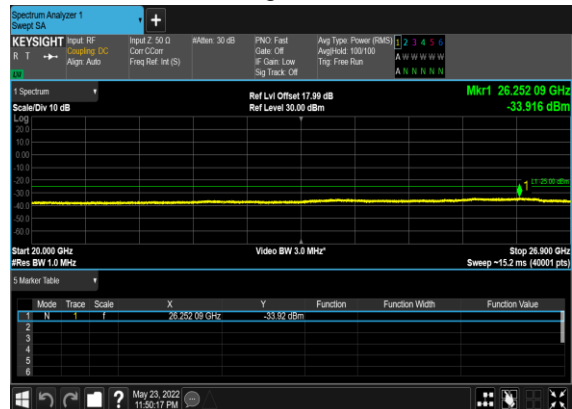 Spectrum Analyzer 1
Swept SA
+
KEYSIGHT Input: RF Input Z: 50 Ω #Atten: 30 dB PNO: Fast Avg Type: Power (RMS) 1 2 3 4 5 6
R T Coupling: DC Corr CCorr Gate: Off Avg|Hold: 100/100 A W W W W W
Align: Auto Freq Ref: Int (S) IF Gain: Low Trig: Free Run
Sig Track: Off A N N N N N
1 Spectrum Ref Lvl Offset 17.99 dB Mkr1 26.252 09 GHz
Scale/Div 10 dB Ref Level 30.00 dBm -33.916 dBm
Log
20.0
10.0
0.00
-10.0
-20.0
1 L1 -25.00 dBm
-30.0
-40.0
-50.0
-60.0
Start 20.000 GHz Video BW 3.0 MHz* Stop 26.900 GHz
#Res BW 1.0 MHz Sweep ~15.2 ms (40001 pts)
5 Marker Table
Mode Trace Scale X Y Function Function Width Function Value
1 N 1 f 26.252 09 GHz -33.92 dBm
2
3
4
5
6
? May 23, 2022
11:50:17 PM